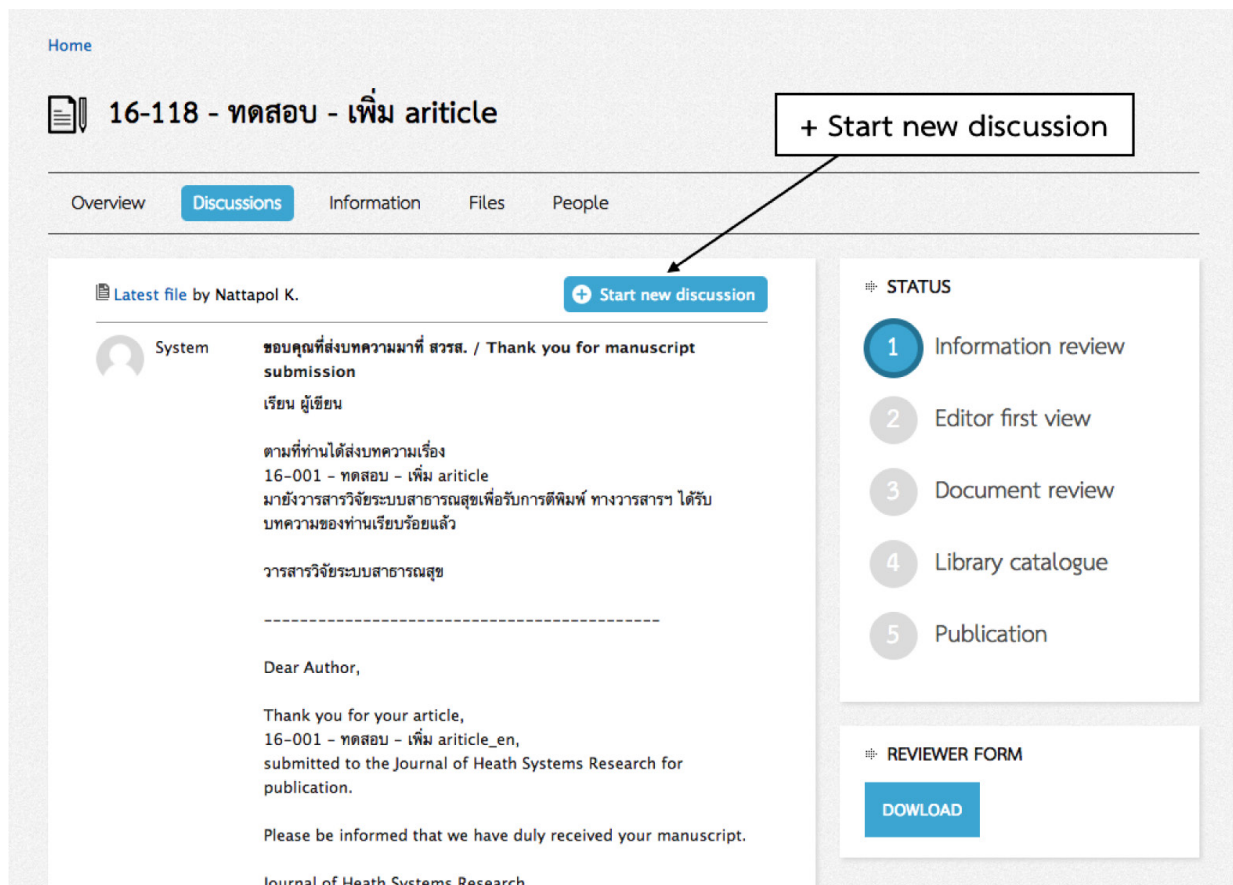 Home
16-118 - ทดสอบ - เพิ่ม ariticle
+ Start new discussion
Overview Discussions Information Files People
Latest file by Nattapol K.
+ Start new discussion
System
ขอบคุณที่ส่งบทความมาที่ สวรส. / Thank you for manuscript
submission
เรียน ผู้เขียน
ตามที่ท่านได้ส่งบทความเรื่อง
16-001 - ทดสอบ - เพิ่ม ariticle
มายังวารสารวิจัยระบบสาธารณสุขเพื่อรับการตีพิมพ์ ทางวารสารฯ ได้รับ
บทความของท่านเรียบร้อยแล้ว
วารสารวิจัยระบบสาธารณสุข
--------------------------------------------
Dear Author,
Thank you for your article,
16-001 - ทดสอบ - เพิ่ม ariticle_en,
submitted to the Journal of Heath Systems Research for
publication.
Please be informed that we have duly received your manuscript.
Journal of Heath Systems Research
STATUS
1 Information review
2 Editor first view
3 Document review
4 Library catalogue
5 Publication
REVIEWER FORM
DOWLOAD